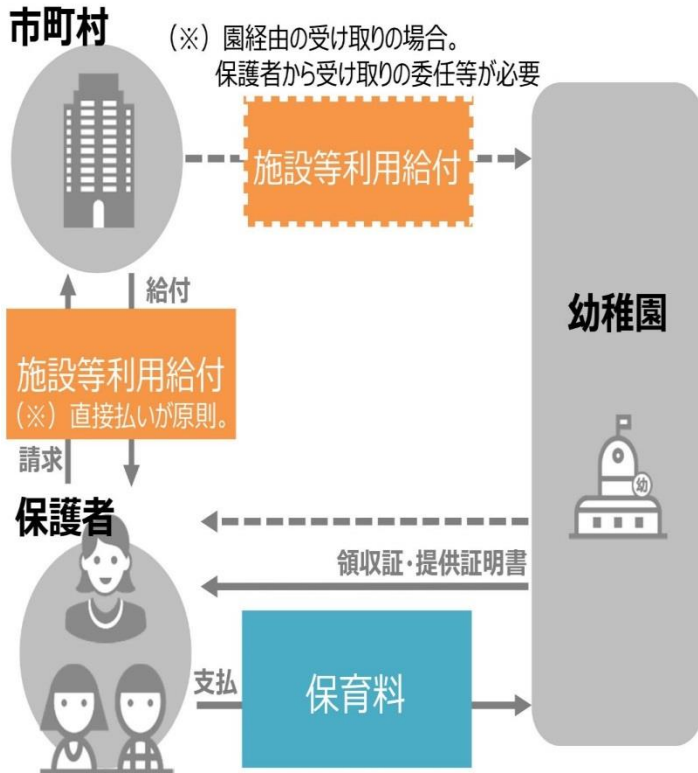 市町村
（※）園経由の受け取りの場合。
保護者から受け取りの委任等が必要
施設等利用給付
給付
幼稚園
施設等利用給付
（※）直接払いが原則。
請求
幼
保護者
領収証・提供証明書
支払
保育料